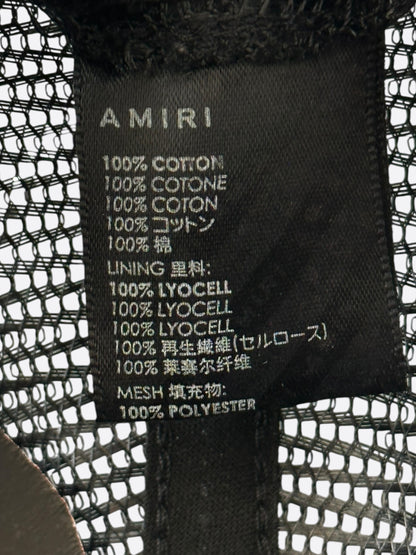 AMIRI
100% COTTON
100% COTONE
100% COTON
100% コットン
100% 棉
LINING 里料:
100% LYOCELL
100% LYOCELL
100% LYOCELL
100% 再生繊維(セルロース)
100% 莱赛尔纤维
MESH 填充物:
100% POLYESTER